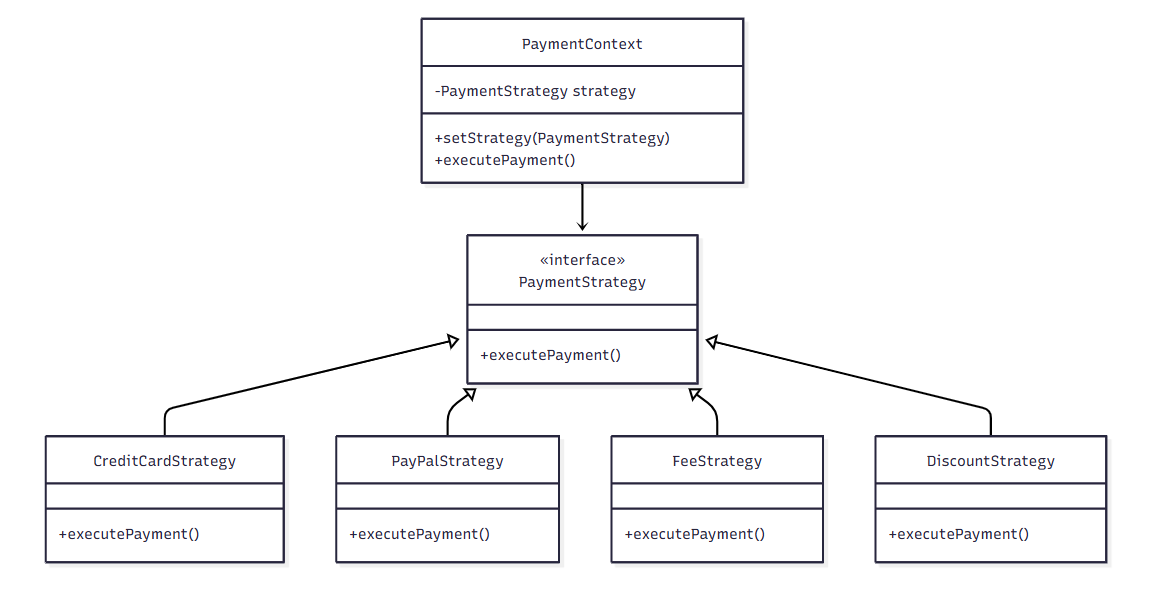 PaymentContext
-PaymentStrategy strategy
+setStrategy(PaymentStrategy)
+executePayment()
«interface»
PaymentStrategy
+executePayment()
CreditCardStrategy
+executePayment()
PayPalStrategy
+executePayment()
FeeStrategy
+executePayment()
DiscountStrategy
+executePayment()